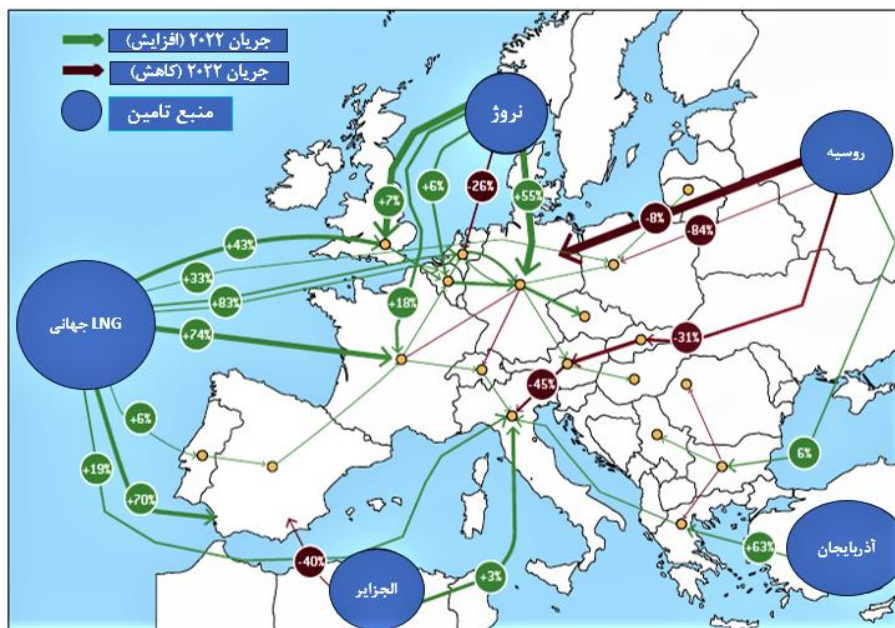 جریان ۲۰۲۲ (افزایش)
جریان ۲۰۲۲ (کاهش)
منبع تامین
نروژ
روسیه
+7%
+6%
-26%
+55%
-8%
-84%
+43%
+33%
+83%
+18%
LNG جهانی
+74%
-31%
-45%
+6%
+19%
6%
+70%
آذربایجان
+63%
-40%
الجزایر
+3%